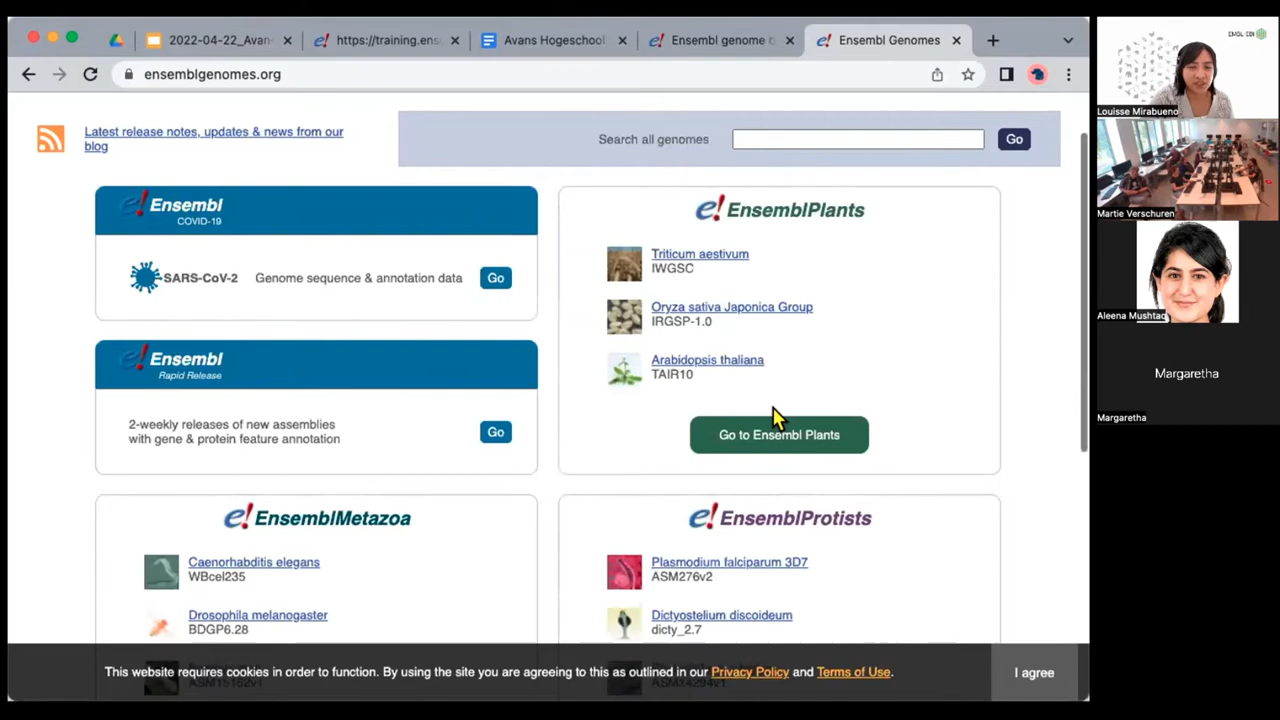 2022-04-22_Avan
https://training.ens
Avans Hogeschool
Ensembl genome b
Ensembl Genomes
ensemblgenomes.org
Latest release notes, updates & news from our
blog
Search all genomes
Go
e!Ensembl
COVID-19
SARS-CoV-2
Genome sequence & annotation data
Go
e!Ensembl
Rapid Release
2-weekly releases of new assemblies
with gene & protein feature annotation
Go
e!EnsemblPlants
Triticum aestivum
IWGSC
Oryza sativa Japonica Group
IRGSP-1.0
Arabidopsis thaliana
TAIR10
Go to Ensembl Plants
e!EnsemblMetazoa
Caenorhabditis elegans
WBcel235
Drosophila melanogaster
BDGP6.28
e!EnsemblProtists
Plasmodium falciparum 3D7
ASM276v2
Dictyostelium discoideum
dicty_2.7
This website requires cookies in order to function. By using the site you are agreeing to this as outlined in our Privacy Policy and Terms of Use.
I agree
EMBL-EBI
Louisse Mirabueno
Martie Verschuren
Aleena Mushtaq
Margaretha
Margaretha